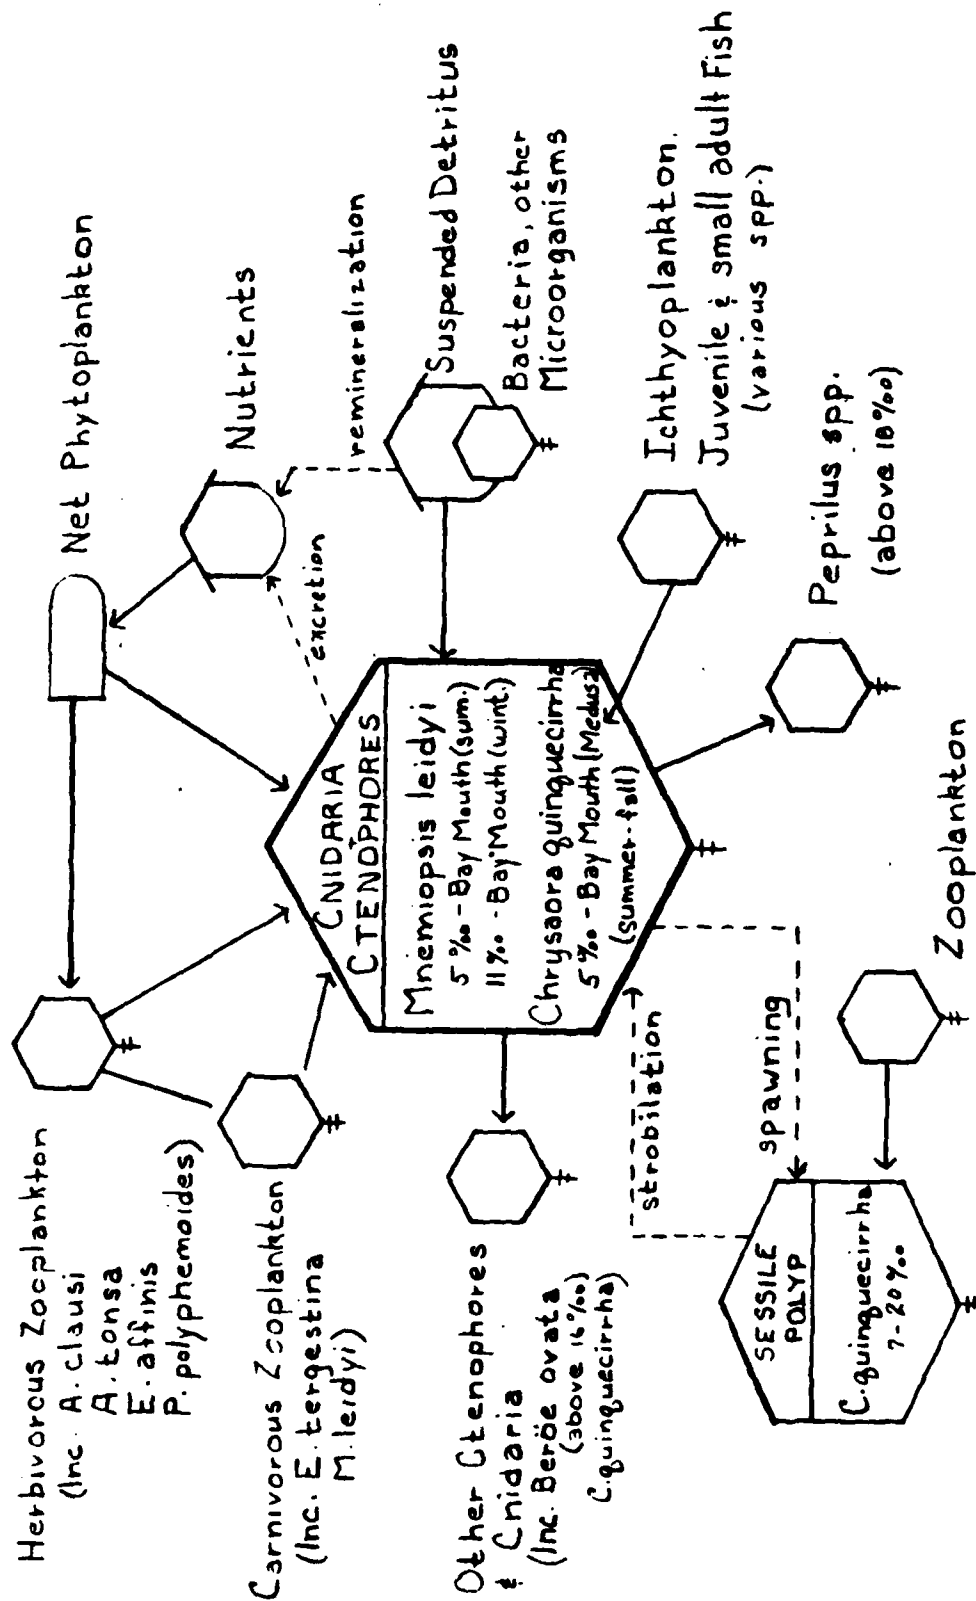 Herbivorous Zooplankton
(Inc. A. clausi
A. tonsa
E. affinis
P. polyphemoides)
Net Phytoplankton
Carnivorous Zooplankton
(Inc. E. tergestina
M. leidyi)
Nutrients
excretion
remineralization
Suspended Detritus
Bacteria, other
Microorganisms
CNIDARIA
+
CTENOPHORES
Mnemiopsis leidyi
5‰ - Bay Mouth (sum.)
11‰ - Bay Mouth (wint.)
Chrysaora quinquecirrha
5‰ - Bay Mouth (Medusa)
(summer-fall)
Other Ctenophores
& Cnidaria
(Inc. Beröe ovata
(above 16‰)
C. quinquecirrha)
Ichthyoplankton.
Juvenile & small adult Fish
(various spp.)
strobilation
spawning
Peprilus spp.
(above 18‰)
SESSILE
POLYP
C. quinquecirrha
7-20‰
Zooplankton